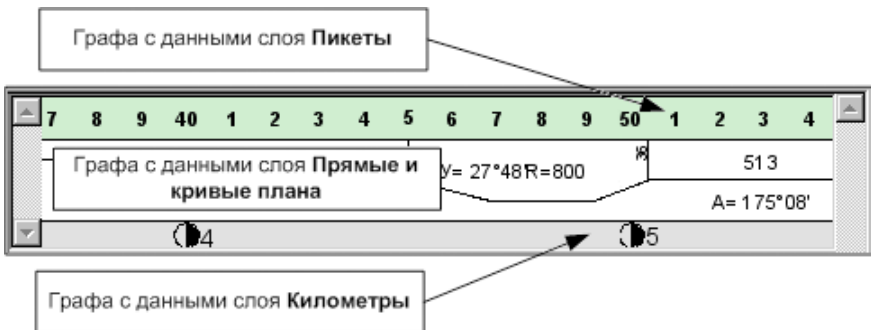 Графа с данными слоя Пикеты
7 8 9 40 1 2 3 4 5 6 7 8 9 50 1 2 3 4
Графа с данными слоя Прямые и
кривые плана
У= 27°48'R=800
36
513
А= 175°08'
4
5
Графа с данными слоя Километры